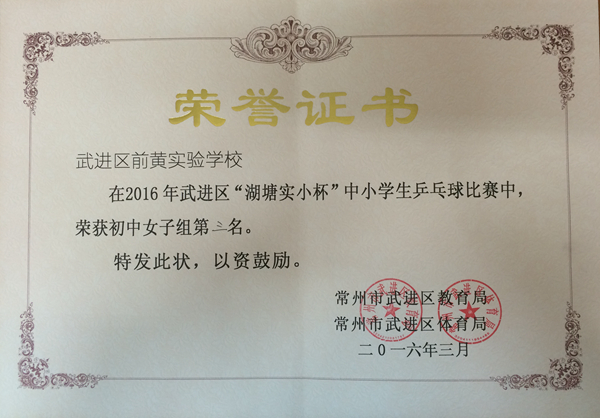 荣誉证书
武进区前黄实验学校
在2016年武进区“湖塘实小杯”中小学生乒乓球比赛中，
荣获初中女子组第三名。
特发此状，以资鼓励。
常州市武进区教育局
常州市武进区体育局
二0一六年三月